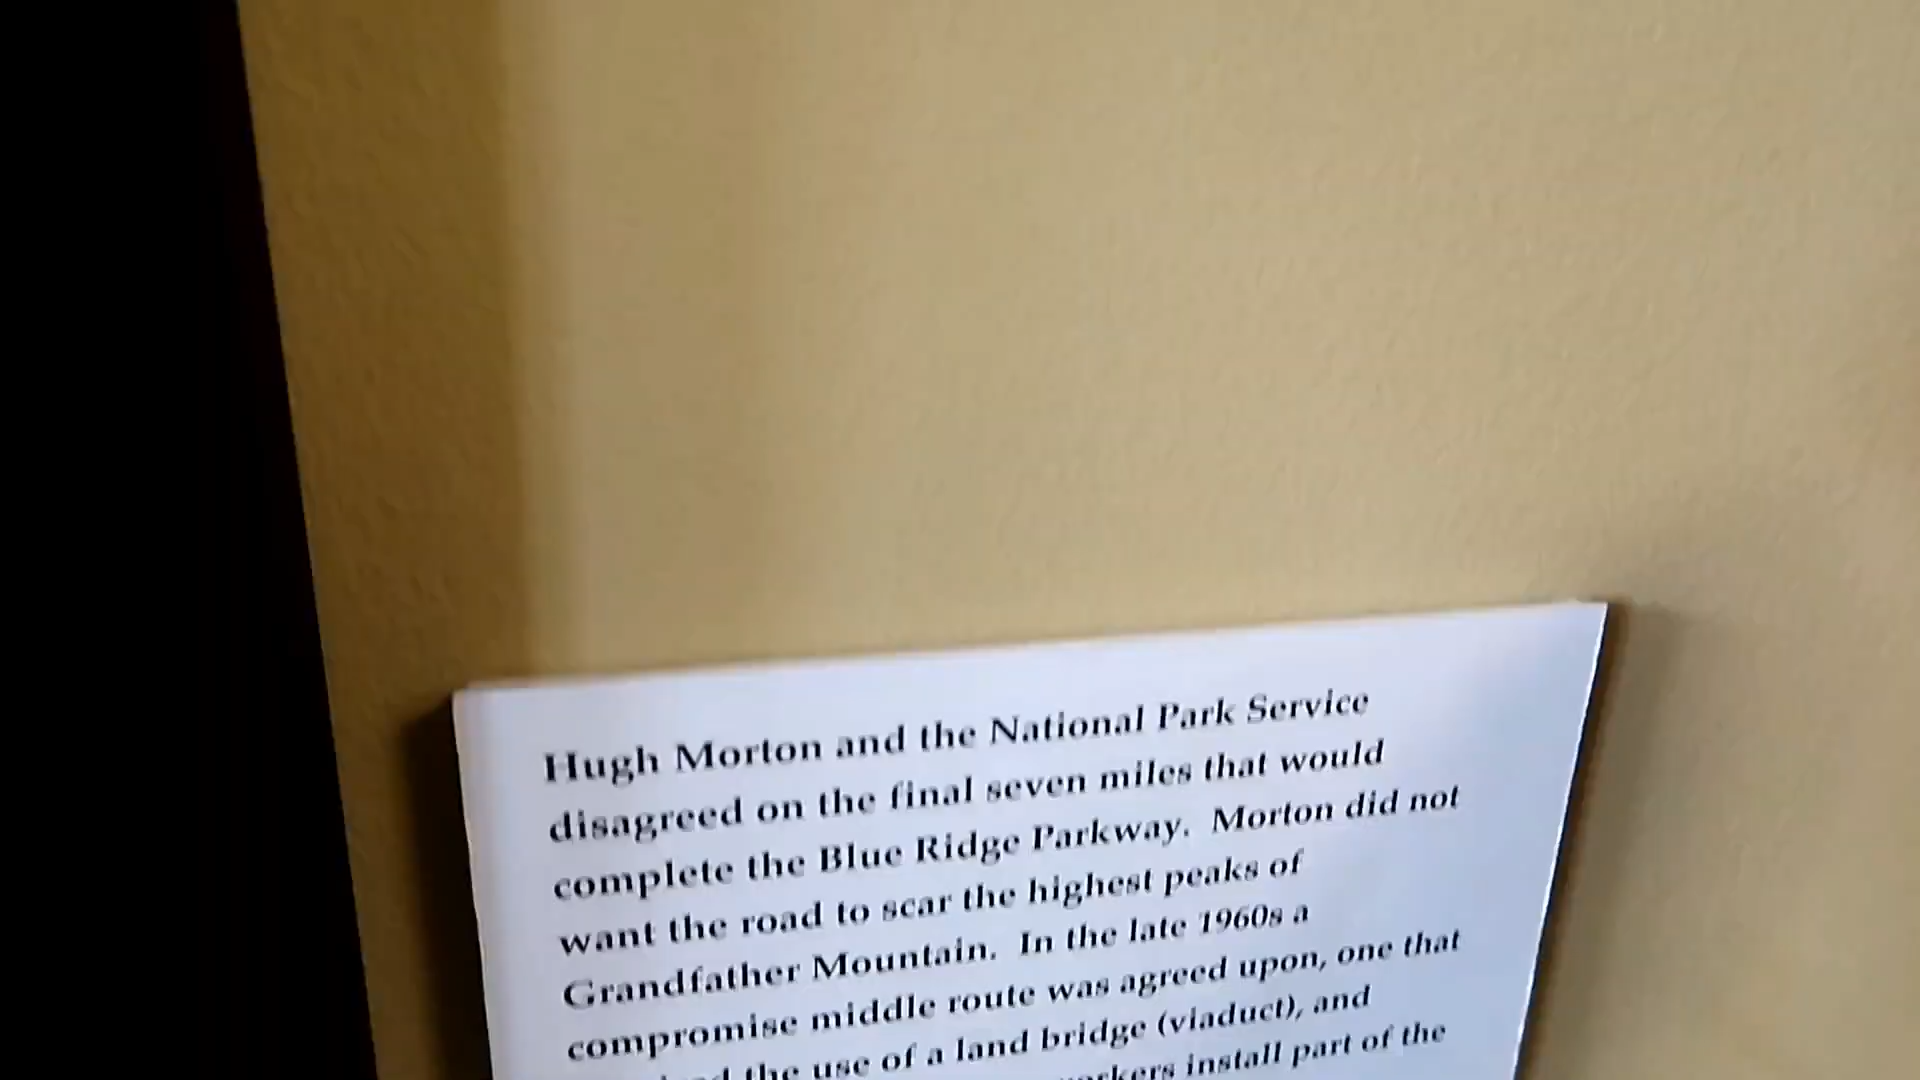 Hugh Morton and the National Park Service
disagreed on the final seven miles that would
complete the Blue Ridge Parkway. Morton did not
want the road to scar the highest peaks of
Grandfather Mountain. In the late 1960s a
compromise middle route was agreed upon, one that
the use of a land bridge (viaduct), and
install part of the